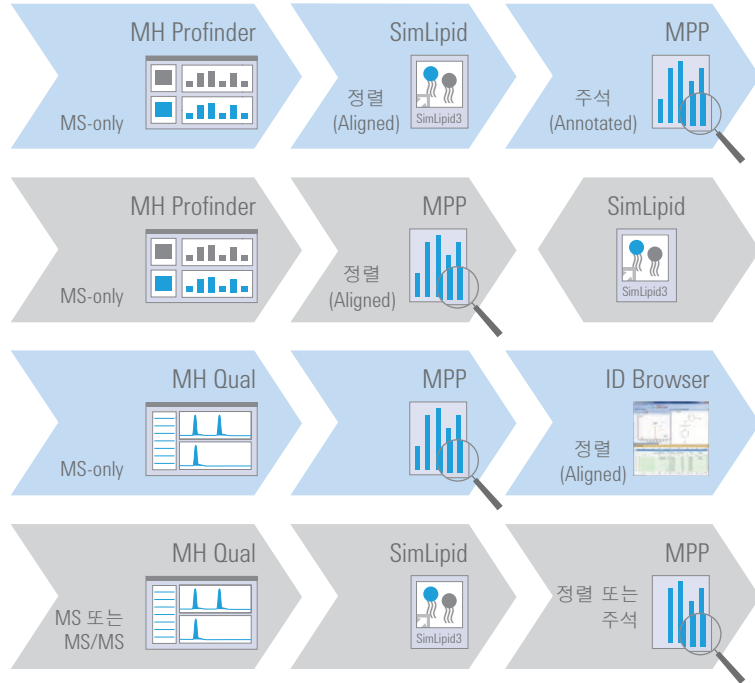 MH Profinder
MS-only
SimLipid
정렬
(Aligned)
SimLipid3
MPP
주석
(Annotated)
MH Profinder
MS-only
MPP
정렬
(Aligned)
SimLipid
SimLipid3
MH Qual
MS-only
MPP
ID Browser
정렬
(Aligned)
MH Qual
MS 또는
MS/MS
SimLipid
SimLipid3
MPP
정렬 또는
주석